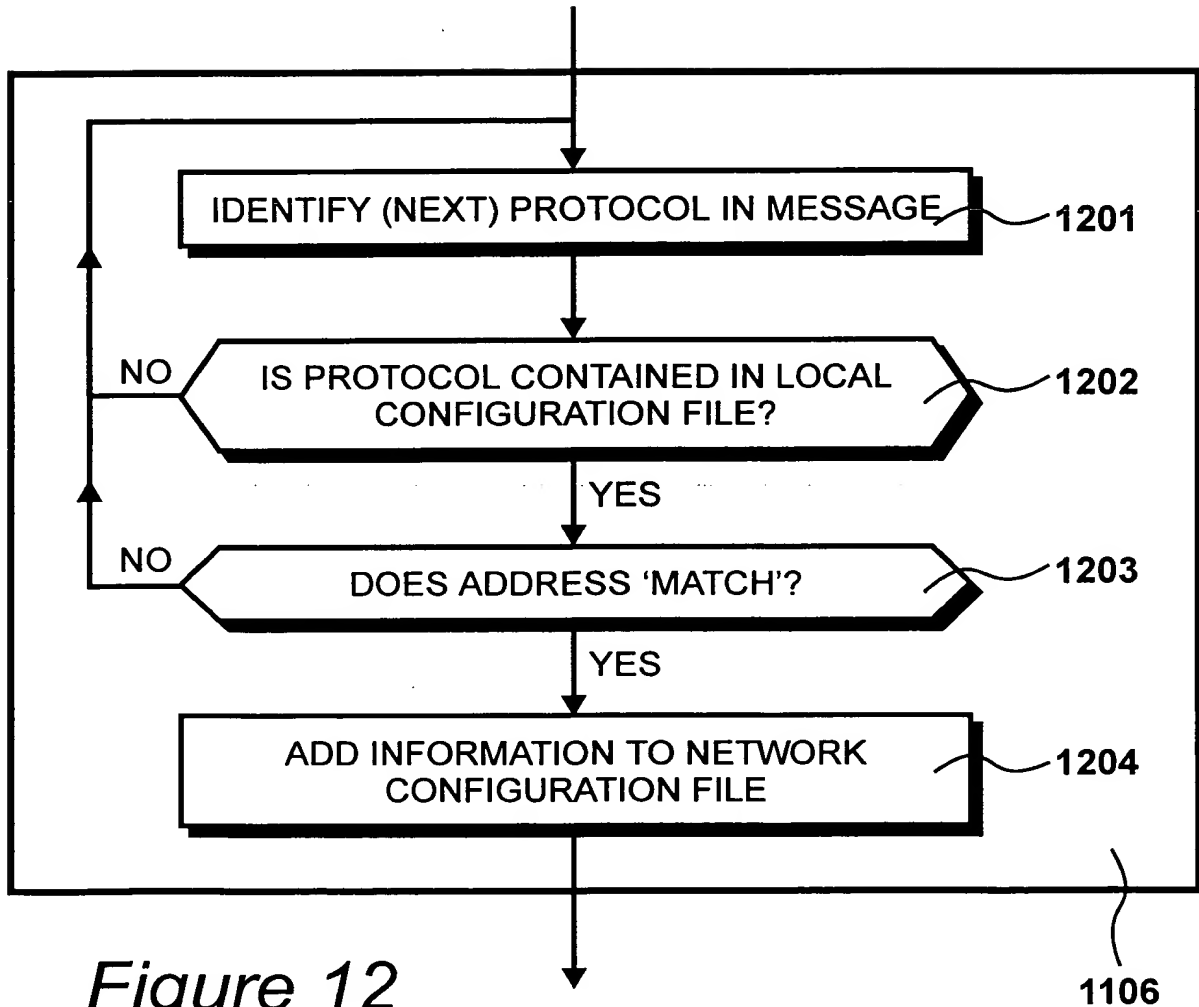 IDENTIFY (NEXT) PROTOCOL IN MESSAGE
1201
IS PROTOCOL CONTAINED IN LOCAL
CONFIGURATION FILE?
1202
NO
YES
DOES ADDRESS ‘MATCH’?
1203
NO
YES
ADD INFORMATION TO NETWORK
CONFIGURATION FILE
1204
1106
Figure 12